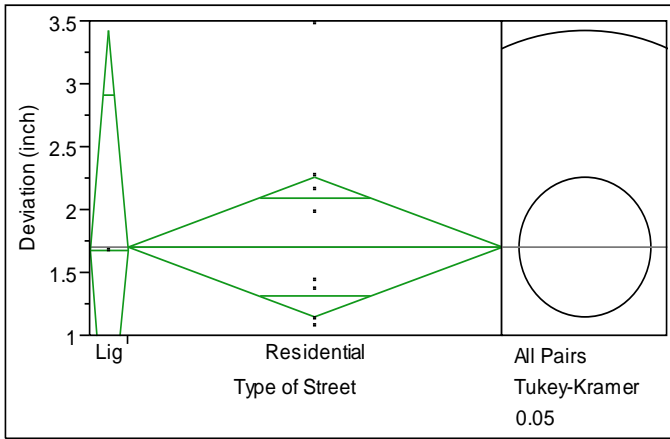 3.5
3
2.5
2
1.5
1
Deviation (inch)
Lig
Residential
Type of Street
All Pairs
Tukey-Kramer
0.05